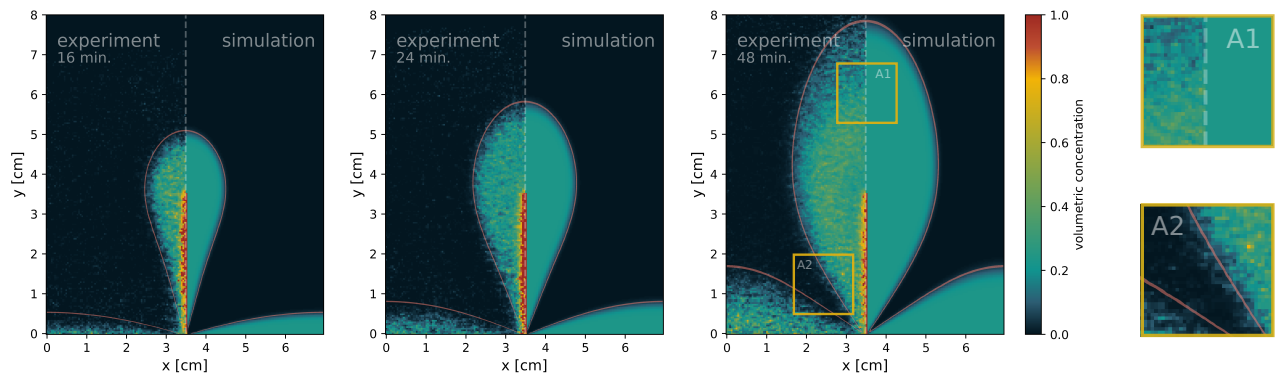 experiment
simulation
16 min.
y [cm]
8
7
6
5
4
3
2
1
0
0 1 2 3 4 5 6
x [cm]
experiment
simulation
24 min.
y [cm]
8
7
6
5
4
3
2
1
0
0 1 2 3 4 5 6
x [cm]
experiment
simulation
48 min.
A1
A2
y [cm]
8
7
6
5
4
3
2
1
0
0 1 2 3 4 5 6
x [cm]
1.0
0.8
0.6
0.4
0.2
0.0
volumetric concentration
A1
A2